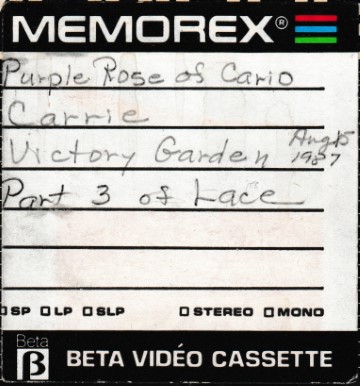 MEMOREX®
Purple Rose of Cario
Carrie
Victory Garden Aug 15 1987
Part 3 of Lace
□ SP □ LP □ SLP □ STEREO □ MONO
Beta
β BETA VIDÉO CASSETTE